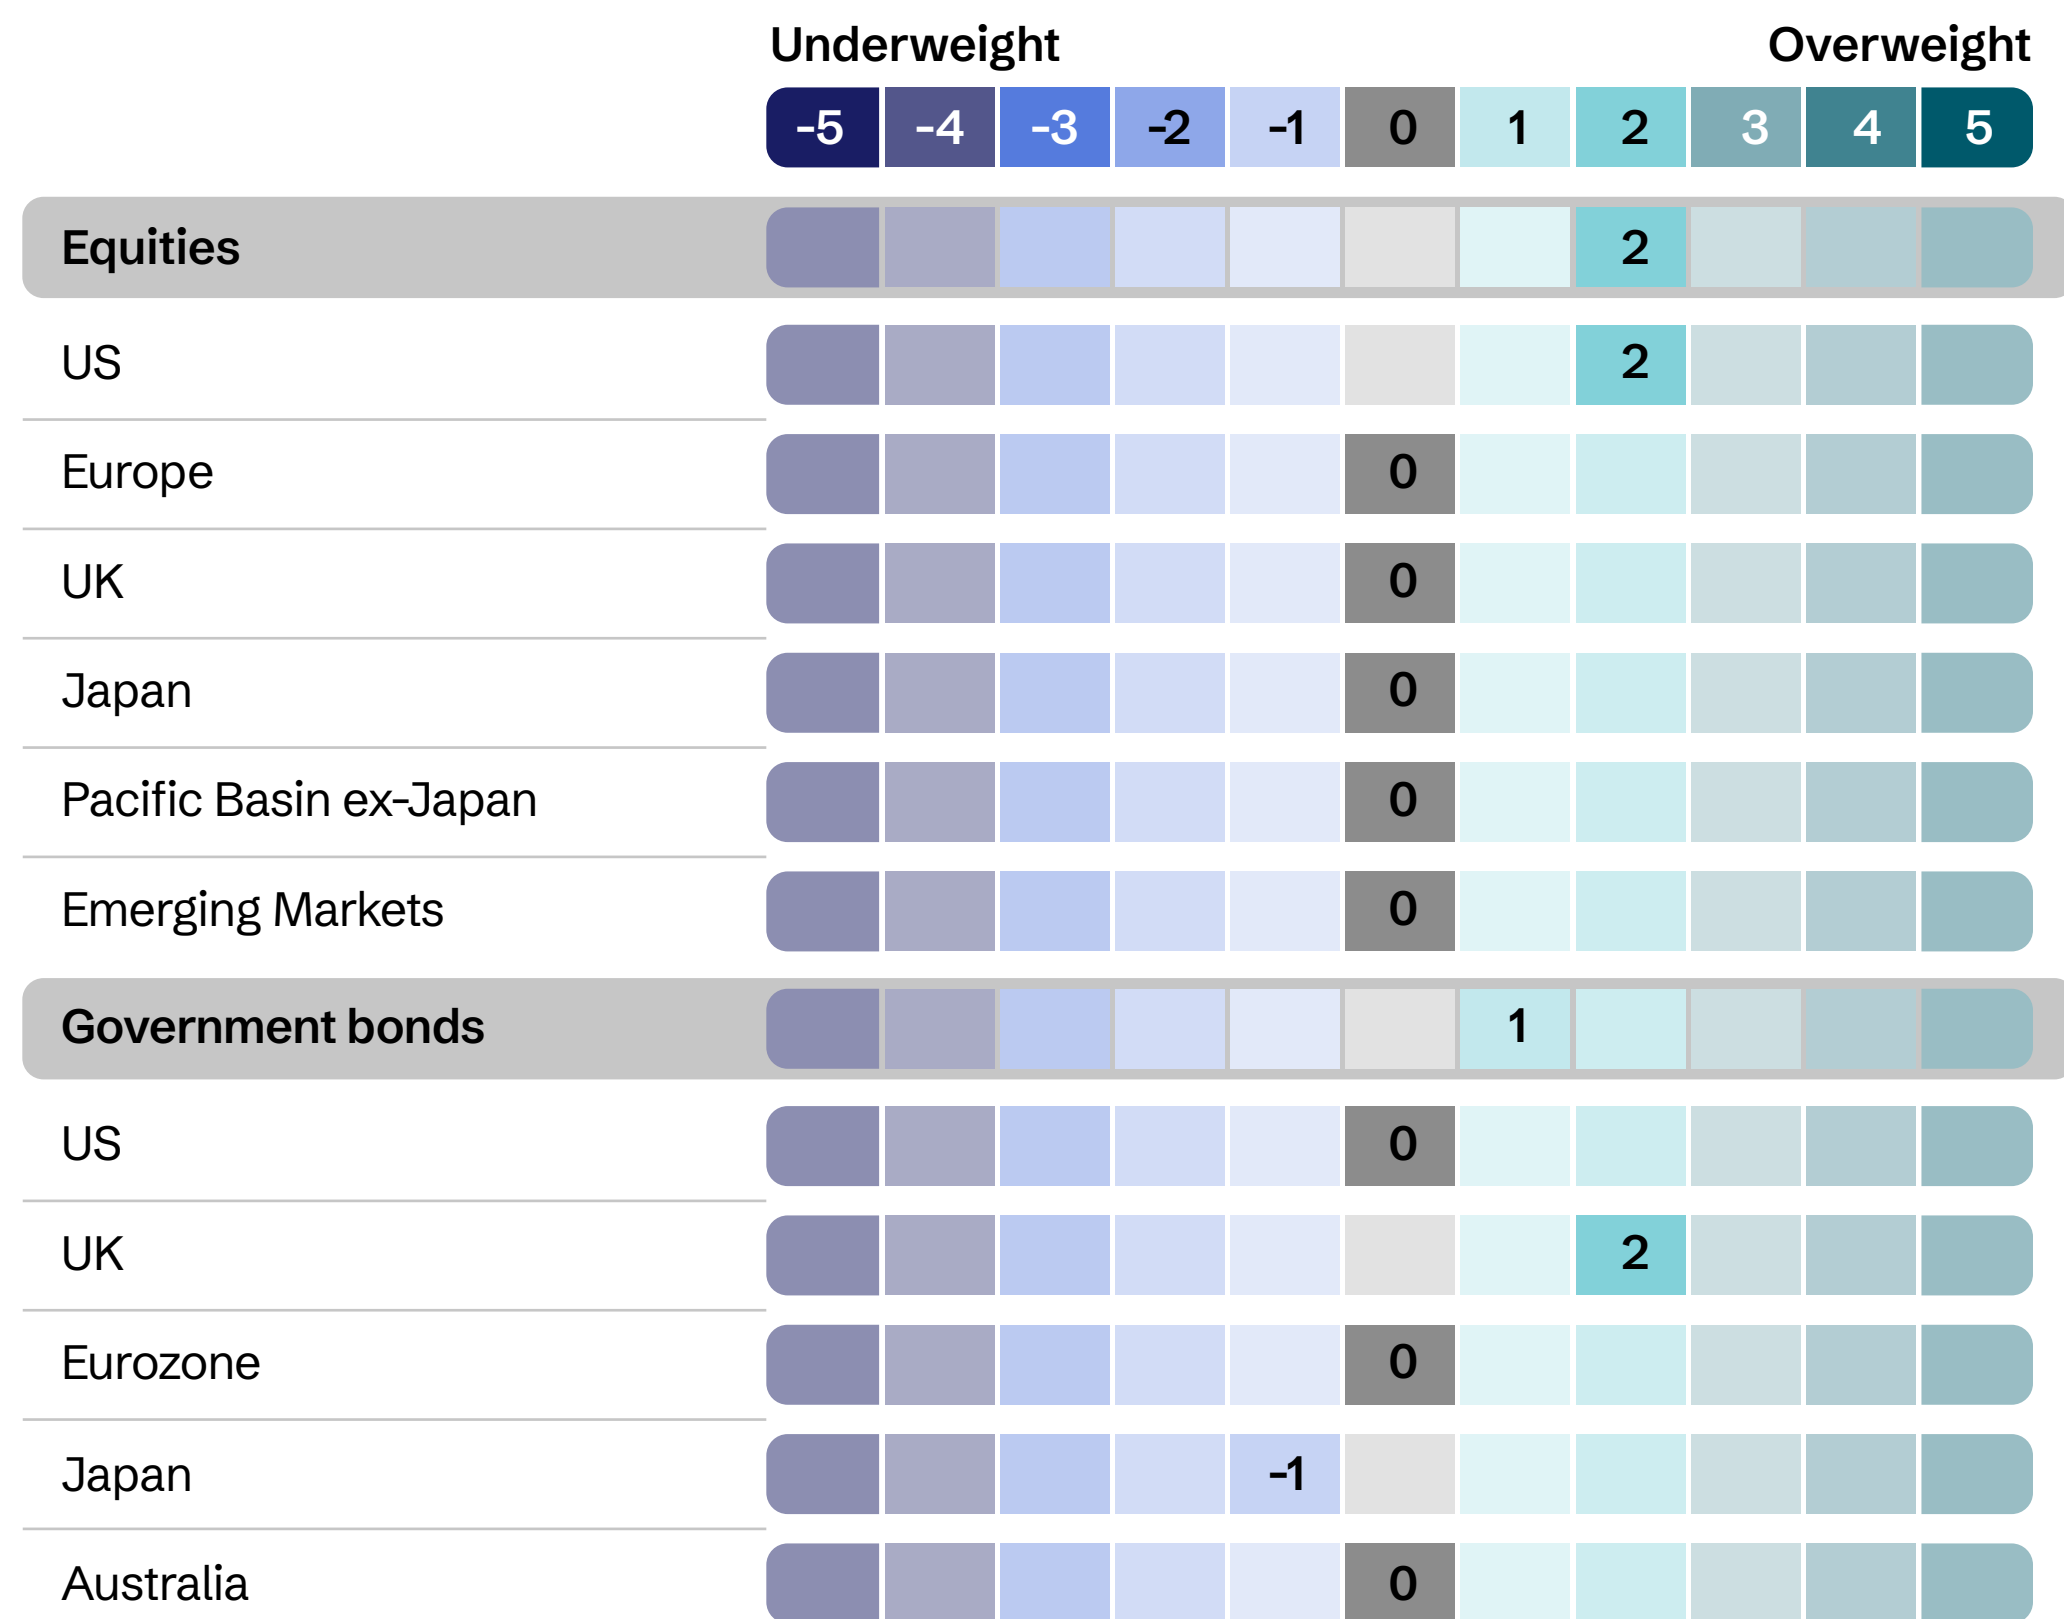 Underweight Overweight
-5 -4 -3 -2 -1 0 1 2 3 4 5
Equities 2
US 2
Europe 0
UK 0
Japan 0
Pacific Basin ex-Japan 0
Emerging Markets 0
Government bonds 1
US 0
UK 2
Eurozone 0
Japan -1
Australia 0